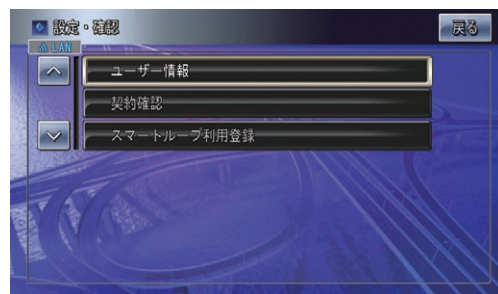 設定・確認
戻る
LAN
ユーザー情報
契約確認
スマートループ利用登録